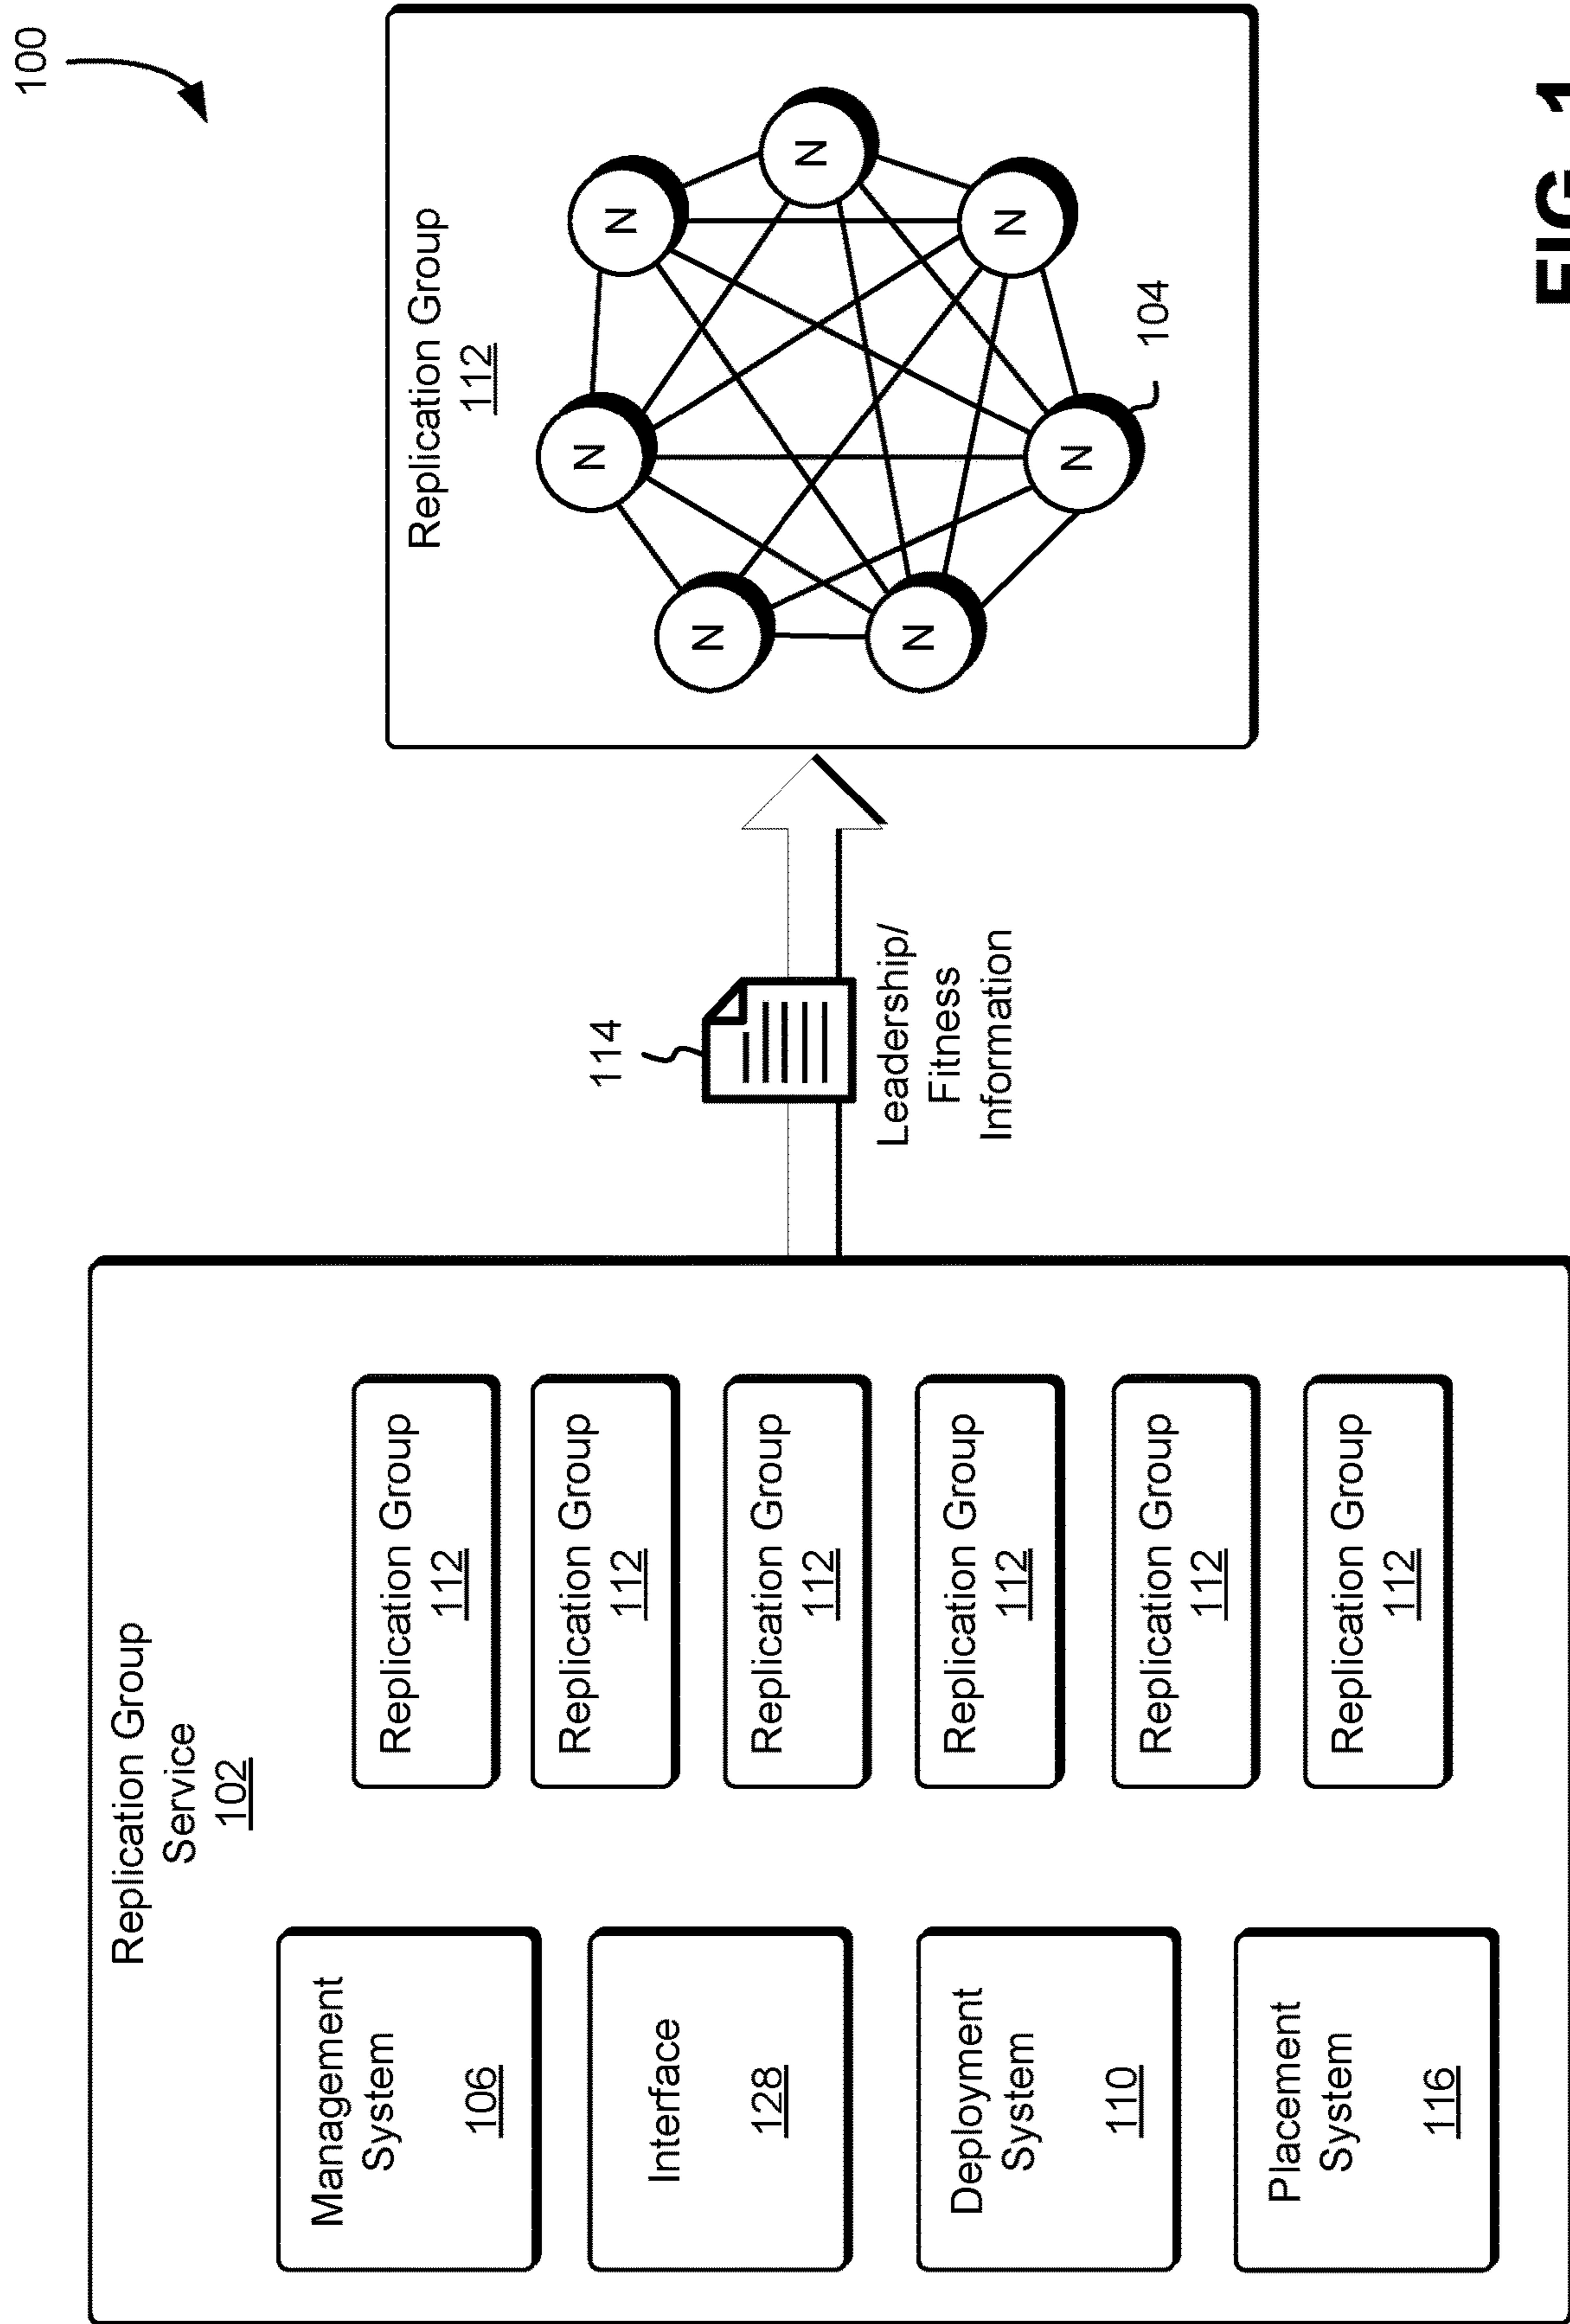 100
Replication Group
Service
102
Management
System
106
Interface
128
Deployment
System
110
Placement
System
116
Replication Group
112
Replication Group
112
Replication Group
112
Replication Group
112
Replication Group
112
Replication Group
112
114
Leadership/
Fitness
Information
Replication Group
112
N
N
N
N
N
N
N
104
FIG. 1